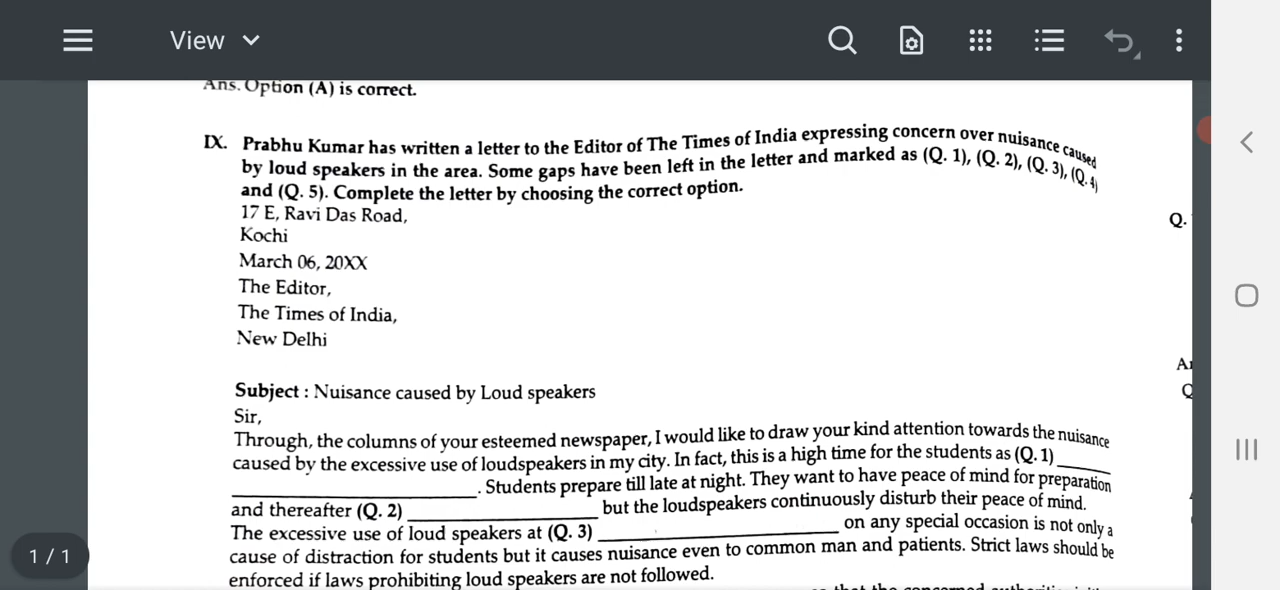 View
Ans. Option (A) is correct.
IX. Prabhu Kumar has written a letter to the Editor of The Times of India expressing concern over nuisance caused
by loud speakers in the area. Some gaps have been left in the letter and marked as (Q. 1), (Q. 2), (Q. 3), (Q. 4)
and (Q. 5). Complete the letter by choosing the correct option.
17 E, Ravi Das Road,
Q.
Kochi
March 06, 20XX
The Editor,
The Times of India,
New Delhi
Subject : Nuisance caused by Loud speakers
Q
Sir,
Through, the columns of your esteemed newspaper, I would like to draw your kind attention towards the nuisance
caused by the excessive use of loudspeakers in my city. In fact, this is a high time for the students as (Q. 1) ______
______. Students prepare till late at night. They want to have peace of mind for preparation
and thereafter (Q. 2) ______ but the loudspeakers continuously disturb their peace of mind.
The excessive use of loud speakers at (Q. 3) ______ on any special occasion is not only a
cause of distraction for students but it causes nuisance even to common man and patients. Strict laws should be
enforced if laws prohibiting loud speakers are not followed.
that the concerned
1 / 1